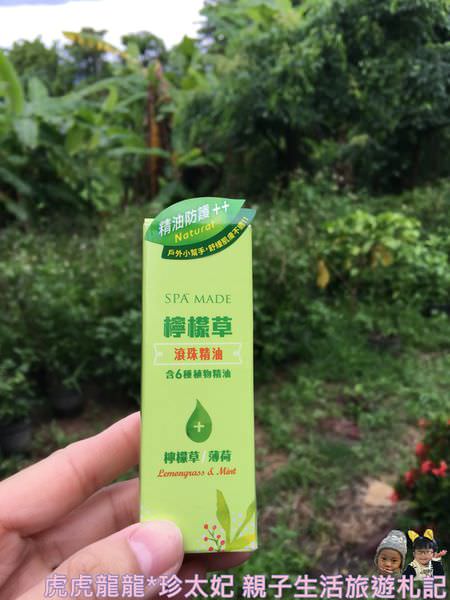 精油防護++
Natural
戶外小幫手,舒緩肌膚不適!!
SPA MADE
檸檬草
滾珠精油
含6種植物精油
檸檬草/薄荷
Lemongrass & Mint
虎虎龍龍*珍太妃 親子生活旅遊札記